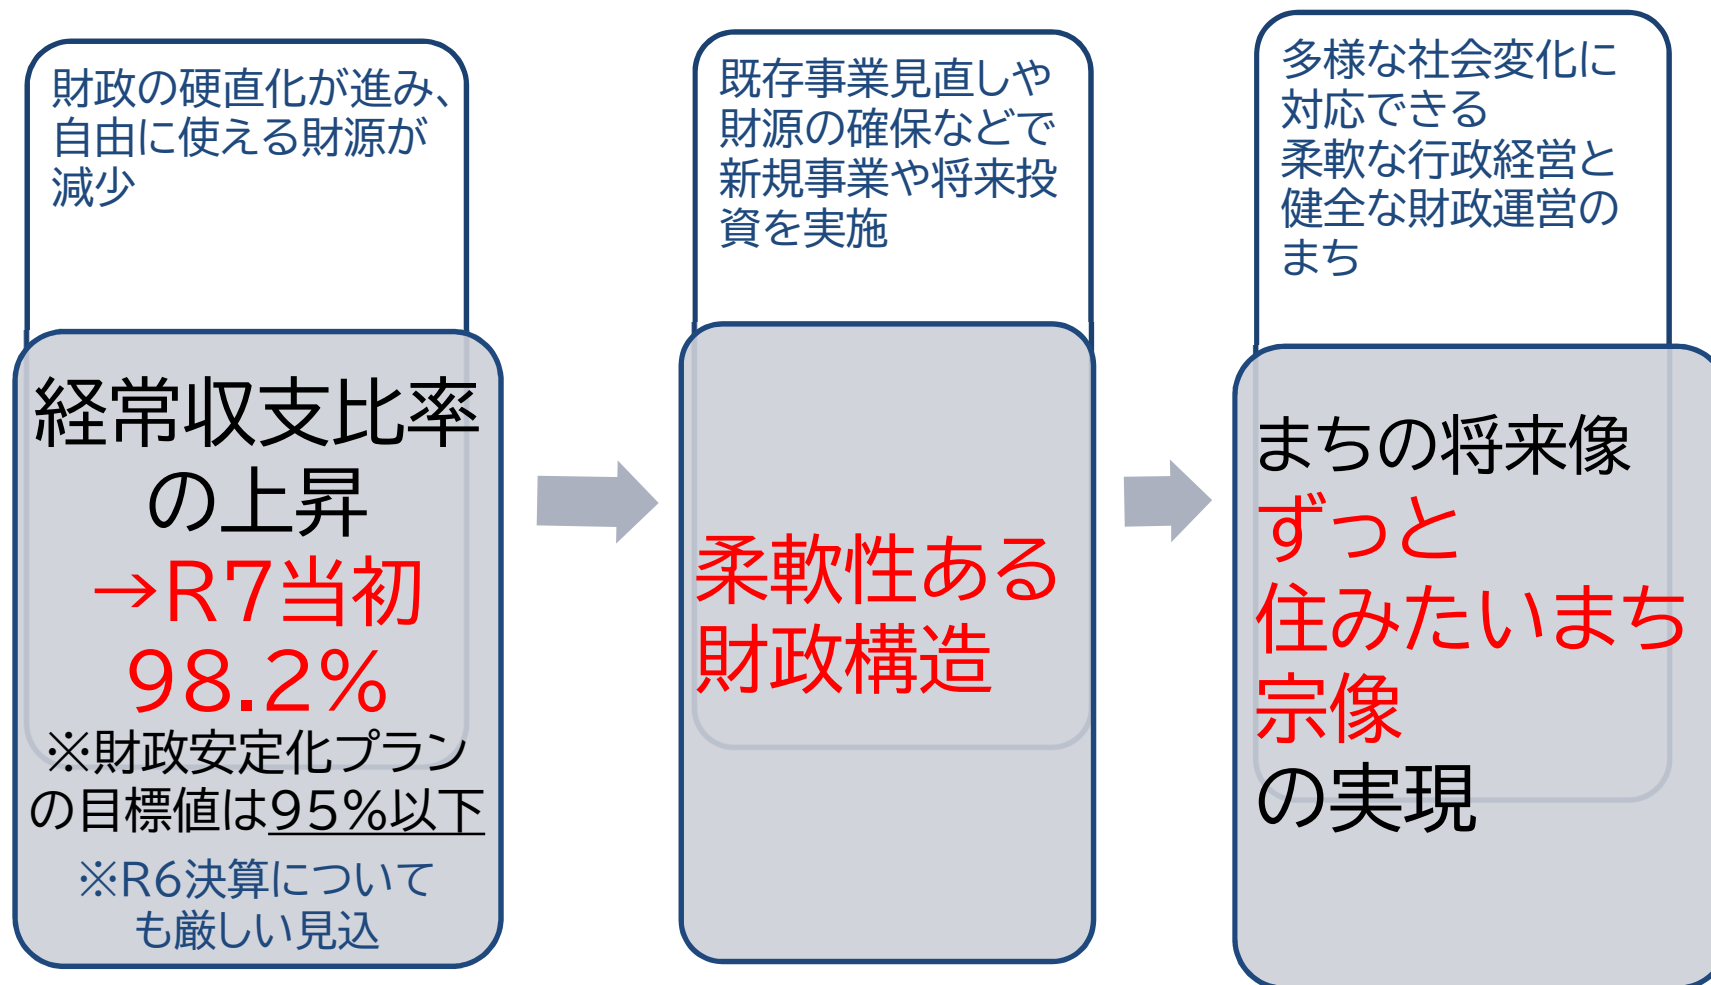 財政の硬直化が進み、
自由に使える財源が
減少
経常収支比率
の上昇
→R7当初
98.2%
※財政安定化プラン
の目標値は95%以下
※R6決算について
も厳しい見込
既存事業見直しや
財源の確保などで
新規事業や将来投
資を実施
柔軟性ある
財政構造
多様な社会変化に
対応できる
柔軟な行政経営と
健全な財政運営の
まち
まちの将来像
ずっと
住みたいまち
宗像
の実現